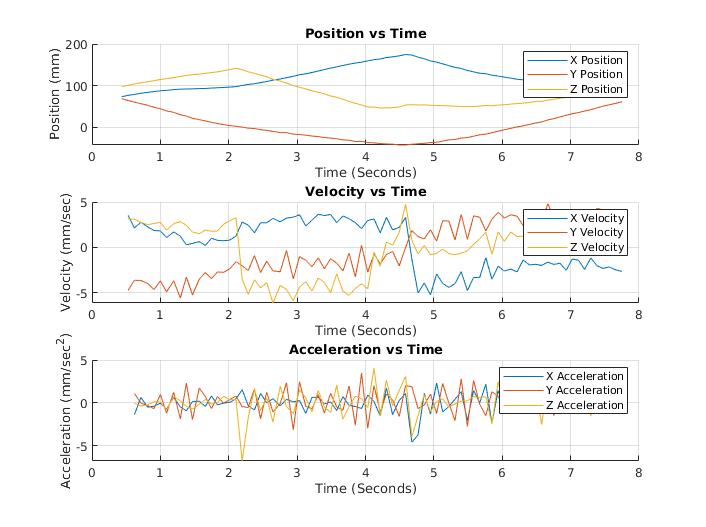 Position vs Time
Position (mm)
200
100
0
X Position
Y Position
Z Position
0 1 2 3 4 5 6 7 8
Time (Seconds)
Velocity vs Time
Velocity (mm/sec)
5
0
-5
X Velocity
Y Velocity
Z Velocity
0 1 2 3 4 5 6 7 8
Time (Seconds)
Acceleration vs Time
Acceleration (mm/sec²)
5
0
-5
X Acceleration
Y Acceleration
Z Acceleration
0 1 2 3 4 5 6 7 8
Time (Seconds)